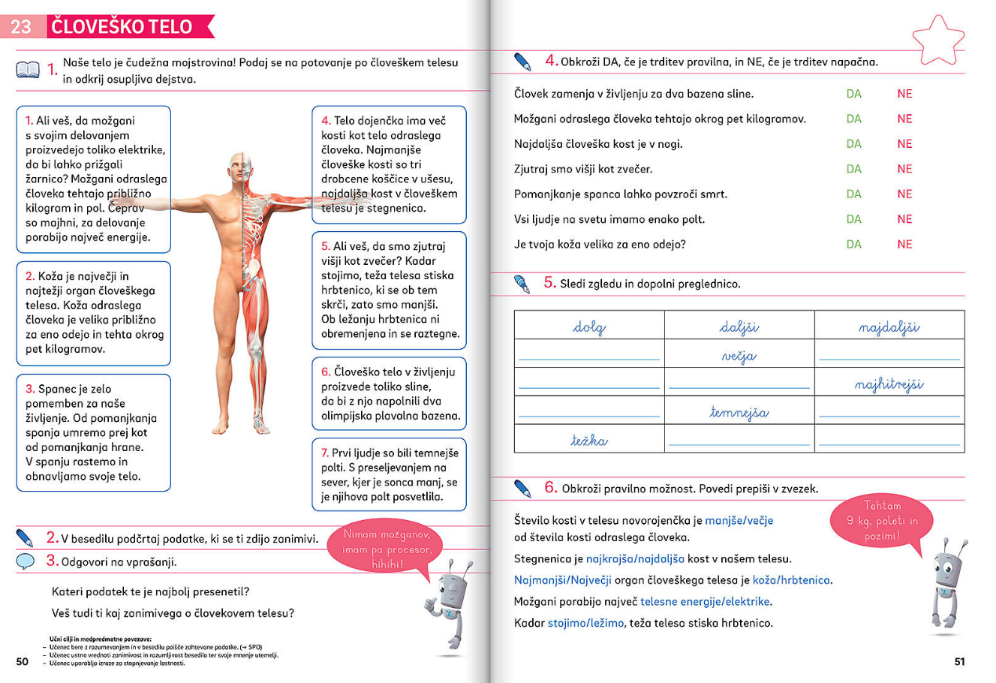 23 ČLOVEŠKO TELO
1. Naše telo je čudežna mojstrovina! Podaj se na potovanje po človeškem telesu
in odkrij osupljiva dejstva.
1. Ali veš, da možgani
s svojim delovanjem
proizvedejo toliko elektrike,
da bi lahko prižgali
žarnico? Možgani odraslega
človeka tehtajo približno
kilogram in pol. Čeprav
so majhni, za delovanje
porabijo največ energije.
2. Koža je največji in
najtežji organ človeškega
telesa. Koža odraslega
človeka je velika približno
za eno odejo in tehta okrog
pet kilogramov.
3. Spanec je zelo
pomemben za naše
življenje. Od pomanjkanja
spanja umremo prej kot
od pomanjkanja hrane.
V spanju rastemo in
obnavljamo svoje telo.
4. Telo dojenčka ima več
kosti kot telo odraslega
človeka. Najmanjše
človeške kosti so tri
drobcene koščice v ušesu,
najdaljša kost v človeškem
telesu je stegnenica.
5. Ali veš, da smo zjutraj
višji kot zvečer? Kadar
stojimo, teža telesa stiska
hrbtenico, ki se ob tem
skrči, zato smo manjši.
Ob ležanju hrbtenica ni
obremenjena in se raztegne.
6. Človeško telo v življenju
proizvede toliko sline,
da bi z njo napolnili dva
olimpijska plavalna bazena.
7. Prvi ljudje so bili temnejše
polti. S preseljevanjem na
sever, kjer je sonca manj, se
je njihova polt posvetlila.
2. V besedilu podčrtaj podatke, ki se ti zdijo zanimivi.
3. Odgovori na vprašanji.
Kateri podatek te je najbolj presenetil?
Veš tudi ti kaj zanimivega o človekovem telesu?
Nimam možganov,
imam pa procesor,
hihihi!
Učni cilji in medpredmetne povezave:
– Učenec bere z razumevanjem in v besedilu poišče zahtevane podatke. (→ SPO)
– Učenec ustno vrednoti zanimivost in razumljivost besedila ter svoje mnenje utemelji.
– Učenec uporablja izraze za stopnjevanje lastnosti.
50
4. Obkroži DA, če je trditev pravilna, in NE, če je trditev napačna.
Človek zamenja v življenju za dva bazena sline. DA NE
Možgani odraslega človeka tehtajo okrog pet kilogramov. DA NE
Najdaljša človeška kost je v nogi. DA NE
Zjutraj smo višji kot zvečer. DA NE
Pomanjkanje spanca lahko povzroči smrt. DA NE
Vsi ljudje na svetu imamo enako polt. DA NE
Je tvoja koža velika za eno odejo? DA NE
5. Sledi zgledu in dopolni preglednico.
dolg daljši najdaljši
večja
najhitrejši
temnejša
težka
6. Obkroži pravilno možnost. Povedi prepiši v zvezek.
Število kosti v telesu novorojenčka je manjše/večje
od števila kosti odraslega človeka.
Stegnenica je najkrajša/najdaljša kost v našem telesu.
Najmanjši/Največji organ človeškega telesa je koža/hrbtenica.
Možgani porabijo največ telesne energije/elektrike.
Kadar stojimo/ležimo, teža telesa stiska hrbtenico.
Tehtam
9 kg, poleti in
pozimi!
51